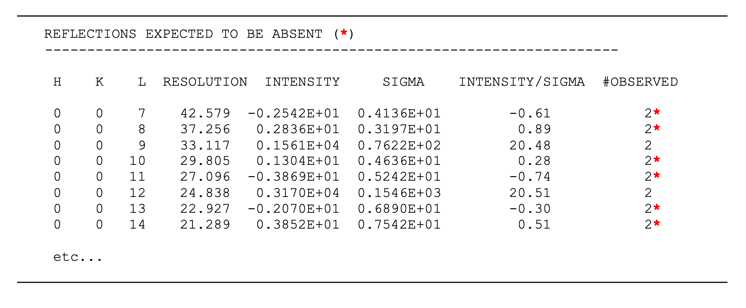 REFLECTIONS EXPECTED TO BE ABSENT (*)
----------------------------------------------------------------------
H K L RESOLUTION INTENSITY SIGMA INTENSITY/SIGMA #OBSERVED
0 0 7 42.579 -0.2542E+01 0.4136E+01 -0.61 2*
0 0 8 37.256 0.2836E+01 0.3197E+01 0.89 2*
0 0 9 33.117 0.1561E+04 0.7622E+02 20.48 2
0 0 10 29.805 0.1304E+01 0.4636E+01 0.28 2*
0 0 11 27.096 -0.3869E+01 0.5242E+01 -0.74 2*
0 0 12 24.838 0.3170E+04 0.1546E+03 20.51 2
0 0 13 22.927 -0.2070E+01 0.6890E+01 -0.30 2*
0 0 14 21.289 0.3852E+01 0.7542E+01 0.51 2*
etc...